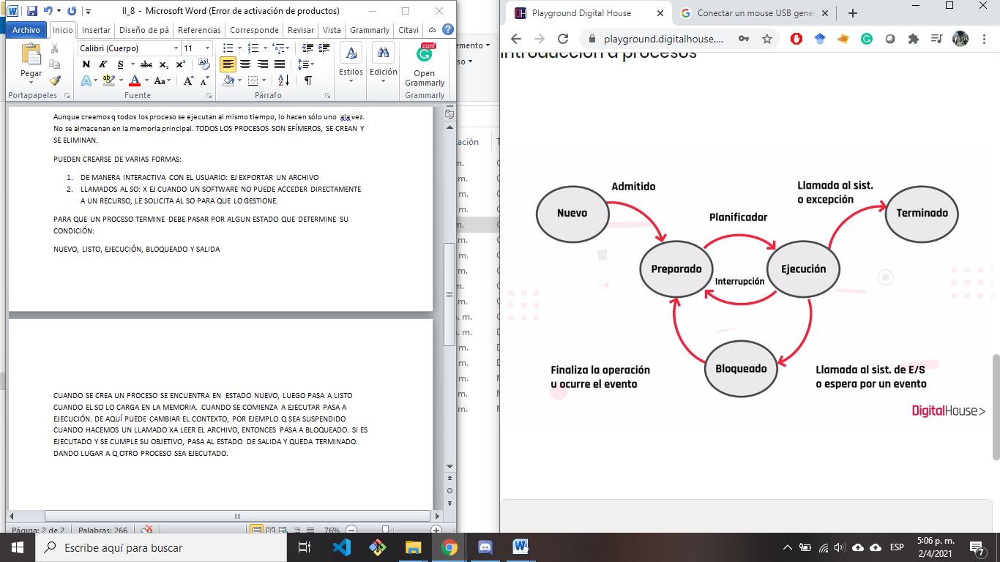 II_8 - Microsoft Word (Error de activación de productos)
Archivo
Inicio
Insertar
Diseño de pá
Referencias
Corresponde
Revisar
Vista
Grammarly
Citavi
Pegar
Portapapeles
Calibri (Cuerpo)
11
Fuente
Párrafo
Estilos
Edición
conf
Open
Grammarly
Grammarly
Aunque creamos q todos los proceso se ejecutan al mismo tiempo, lo hacen sólo uno ala vez.
No se almacenan en la memoria principal. TODOS LOS PROCESOS SON EFÍMEROS, SE CREAN Y
SE ELIMINAN.
PUEDEN CREARSE DE VARIAS FORMAS:
1. DE MANERA INTERACTIVA CON EL USUARIO: EJ EXPORTAR UN ARCHIVO
2. LLAMADOS AL SO: X EJ CUANDO UN SOFTWARE NO PUEDE ACCEDER DIRECTAMENTE
A UN RECURSO, LE SOLICITA AL SO PARA QUE LO GESTIONE.
PARA QUE UN PROCESO TERMINE DEBE PASAR POR ALGUN ESTADO QUE DETERMINE SU
CONDICIÓN:
NUEVO, LISTO, EJECUCIÓN, BLOQUEADO Y SALIDA
CUANDO SE CREA UN PROCESO SE ENCUENTRA EN ESTADO NUEVO, LUEGO PASA A LISTO
CUANDO EL SO LO CARGA EN LA MEMORIA. CUANDO SE COMIENZA A EJECUTAR PASA A
EJECUCIÓN. DE AQUÍ PUEDE CAMBIAR EL CONTEXTO, POR EJEMPLO Q SEA SUSPENDIDO
CUANDO HACEMOS UN LLAMADO XA LEER EL ARCHIVO, ENTONCES PASA A BLOQUEADO. SI ES
EJECUTADO Y SE CUMPLE SU OBJETIVO, PASA AL ESTADO DE SALIDA Y QUEDA TERMINADO.
DANDO LUGAR A Q OTRO PROCESO SEA EJECUTADO.
Página: 2 de 2
Palabras: 266
76%
Playground Digital House
Conectar un mouse USB gene
playground.digitalhouse....
Introducción a procesos
Nuevo
Admitido
Llamada al sist.
o excepción
Terminado
Planificador
Preparado
Ejecución
Interrupción
Bloqueado
Finaliza la operación
u ocurre el evento
Llamada al sist. de E/S
o espera por un evento
DigitalHouse>
Escribe aquí para buscar
ESP
5:06 p. m.
2/4/2021
7